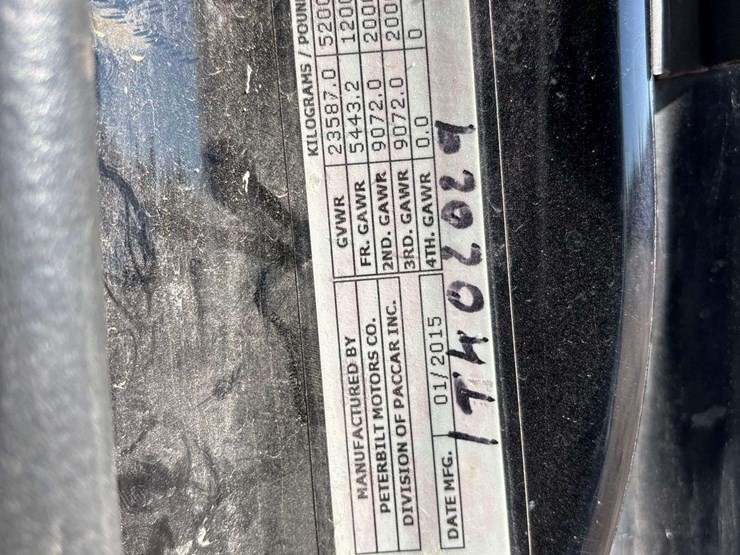 MANUFACTURED BY
PETERBILT MOTORS CO.
DIVISION OF PACCAR INC.
DATE MFG. 01/2015
KILOGRAMS / POUN
GVWR 23587.0 5200
FR. GAWR 5443.2 1200
2ND. GAWR 9072.0 2000
3RD. GAWR 9072.0 200
4TH. GAWR 0.0 0